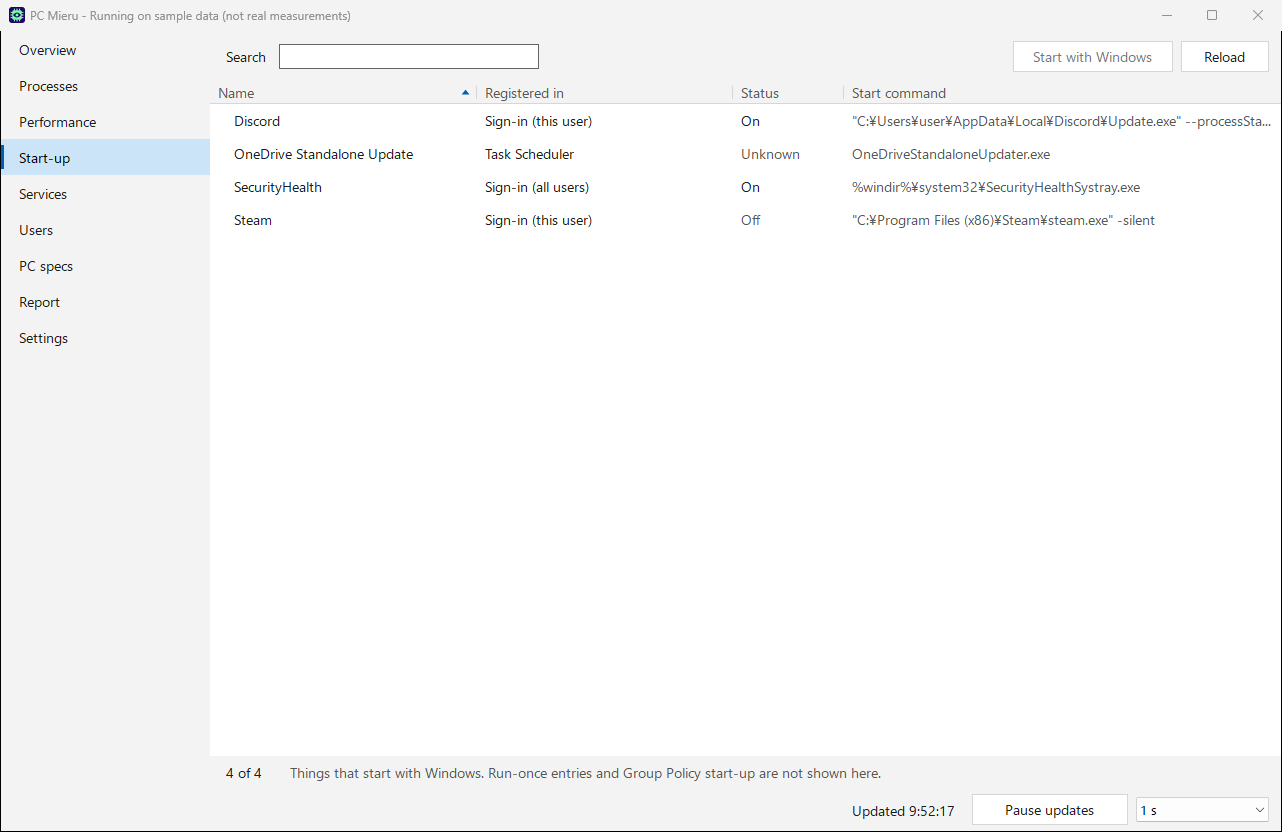 PC Mieru - Running on sample data (not real measurements)
Overview
Processes
Performance
Start-up
Services
Users
PC specs
Report
Settings
Search
Start with Windows
Reload
Name Registered in Status Start command
Discord Sign-in (this user) On "C:¥Users¥user¥AppData¥Local¥Discord¥Update.exe" --processSta...
OneDrive Standalone Update Task Scheduler Unknown OneDriveStandaloneUpdater.exe
SecurityHealth Sign-in (all users) On %windir%¥system32¥SecurityHealthSystray.exe
Steam Sign-in (this user) Off "C:¥Program Files (x86)¥Steam¥steam.exe" -silent
4 of 4 Things that start with Windows. Run-once entries and Group Policy start-up are not shown here.
Updated 9:52:17 Pause updates 1 s